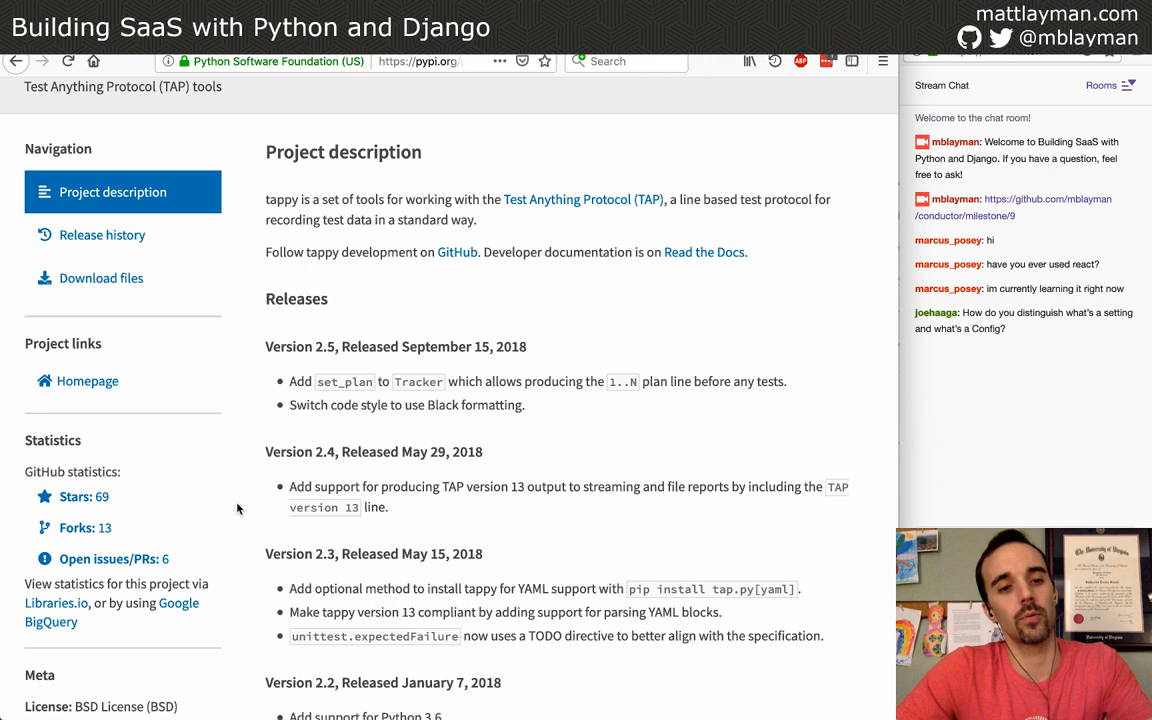 Building SaaS with Python and Django
mattlayman.com
@mblayman
Python Software Foundation (US)
https://pypi.org/
Search
Test Anything Protocol (TAP) tools
Navigation
Project description
Release history
Download files
Project links
Homepage
Statistics
GitHub statistics:
Stars: 69
Forks: 13
Open issues/PRs: 6
View statistics for this project via
Libraries.io, or by using Google
BigQuery
Meta
License: BSD License (BSD)
Project description
tappy is a set of tools for working with the Test Anything Protocol (TAP), a line based test protocol for
recording test data in a standard way.
Follow tappy development on GitHub. Developer documentation is on Read the Docs.
Releases
Version 2.5, Released September 15, 2018
• Add set_plan to Tracker which allows producing the 1..N plan line before any tests.
• Switch code style to use Black formatting.
Version 2.4, Released May 29, 2018
• Add support for producing TAP version 13 output to streaming and file reports by including the TAP
version 13 line.
Version 2.3, Released May 15, 2018
• Add optional method to install tappy for YAML support with pip install tap.py[yaml].
• Make tappy version 13 compliant by adding support for parsing YAML blocks.
• unittest.expectedFailure now uses a TODO directive to better align with the specification.
Version 2.2, Released January 7, 2018
• Add support for Python 3.6
Stream Chat
Rooms
Welcome to the chat room!
mblayman: Welcome to Building SaaS with
Python and Django. If you have a question, feel
free to ask!
mblayman: https://github.com/mblayman
/conductor/milestone/9
marcus_posey: hi
marcus_posey: have you ever used react?
marcus_posey: im currently learning it right now
joehaaga: How do you distinguish what's a setting
and what's a Config?
The University of Virginia